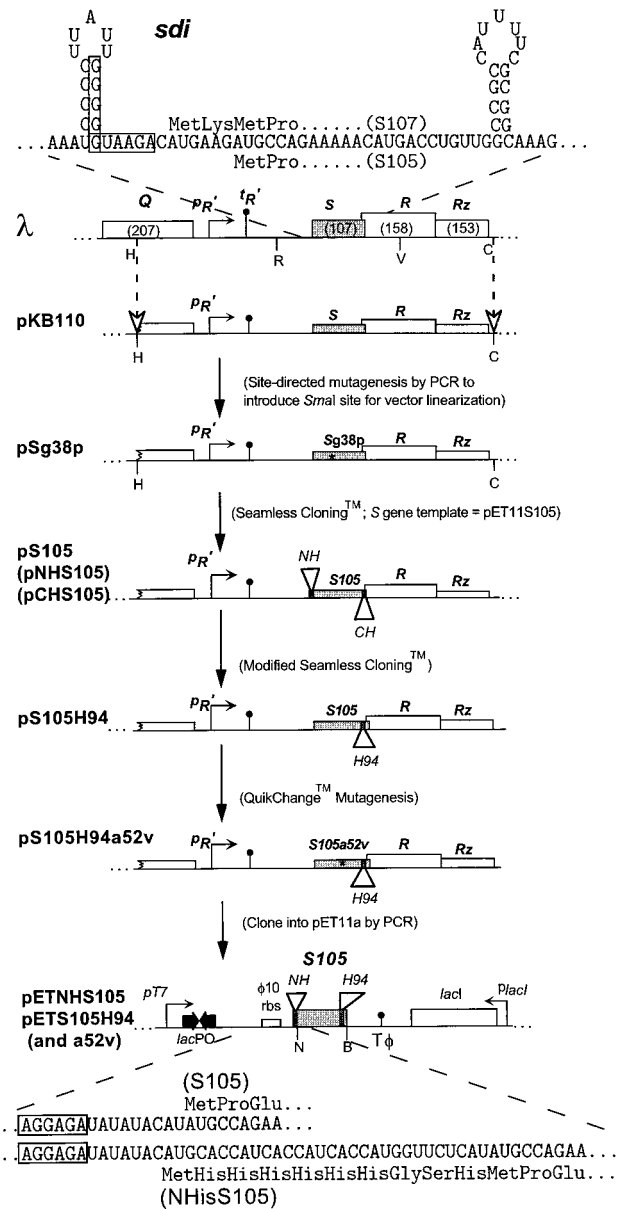 sdi
A
U U
U U
C G
C G
C G
C G
U
U U
U U
A C
C C
C G
G C
C G
C G
MetLysMetPro......(S107)
...AAAUGUAAGACAUGAAGAUGCCAGAAAAACAUGACCUGUUGGCAAAG...
MetPro......(S105)
λ
Q pR' tR' S R Rz
(207) (107) (158) (153)
H R V C
pKB110
pR' S R Rz
H C
(Site-directed mutagenesis by PCR to
introduce SmaI site for vector linearization)
pSg38p
pR' Sg38p R Rz
*
H C
(Seamless Cloning™; S gene template = pET11S105)
pS105
(pNHS105)
(pCHS105)
pR' NH S105 R Rz
CH
(Modified Seamless Cloning™)
pS105H94
pR' S105 R Rz
H94
(QuikChange™ Mutagenesis)
pS105H94a52v
pR' S105a52v R Rz
*
H94
(Clone into pET11a by PCR)
S105
pETNHS105
pETS105H94
(and a52v)
pT7 ϕ10 NH H94 lacI placI
rbs
lacPO N B Tϕ
(S105)
MetProGlu...
..AGGAGAUAUAUACAUAUGCCAGAA...
..AGGAGAUAUAUACAUGCACCAUCACCAUCACCAUGGUUCUCAUAUGCCAGAA...
MetHisHisHisHisHisHisGlySerHisMetProGlu...
(NHisS105)